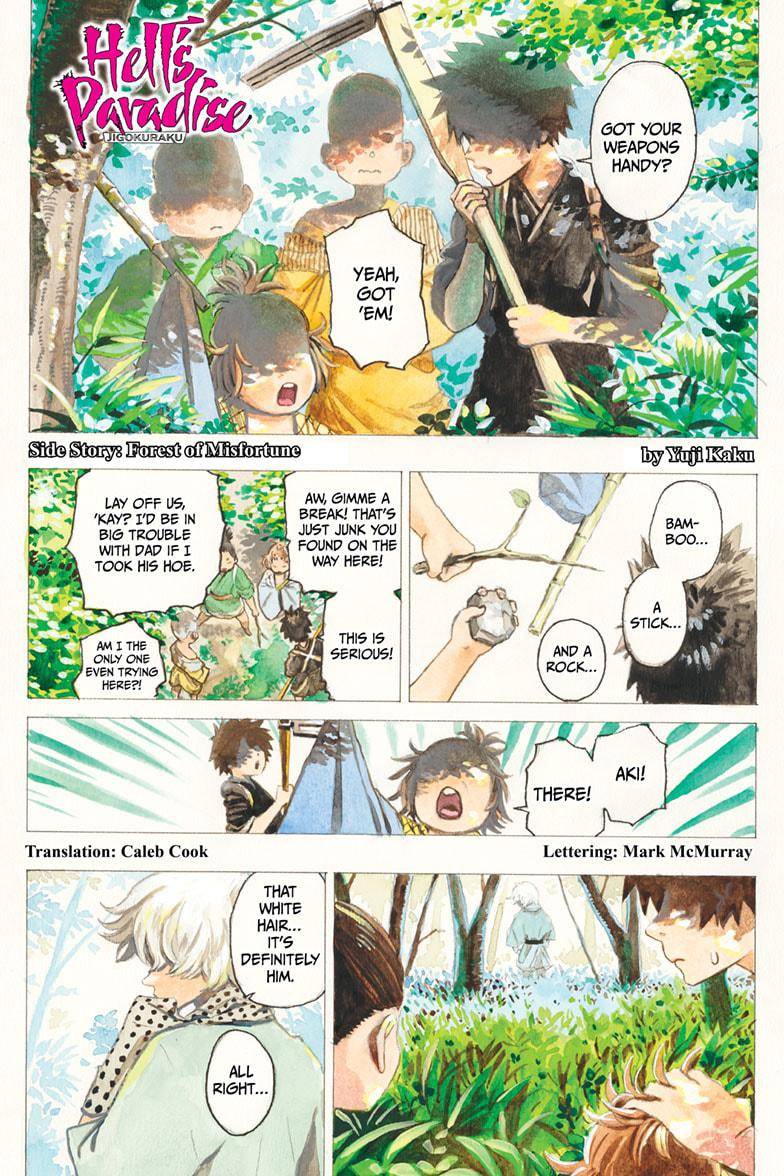 Hell's
Paradise
JIGOKURAKU
GOT YOUR
WEAPONS
HANDY?
YEAH,
GOT
'EM!
Side Story: Forest of Misfortune
by Yuji Kaku
LAY OFF US,
'KAY? I'D BE IN
BIG TROUBLE
WITH DAD IF I
TOOK HIS HOE.
AW, GIMME A
BREAK! THAT'S
JUST JUNK YOU
FOUND ON THE
WAY HERE!
THIS IS
SERIOUS!
AM I THE
ONLY ONE
EVEN TRYING
HERE?!
BAM-
BOO...
A
STICK...
AND A
ROCK...
AKI!
THERE!
Translation: Caleb Cook
Lettering: Mark McMurray
THAT
WHITE
HAIR...
IT'S
DEFINITELY
HIM.
ALL
RIGHT...